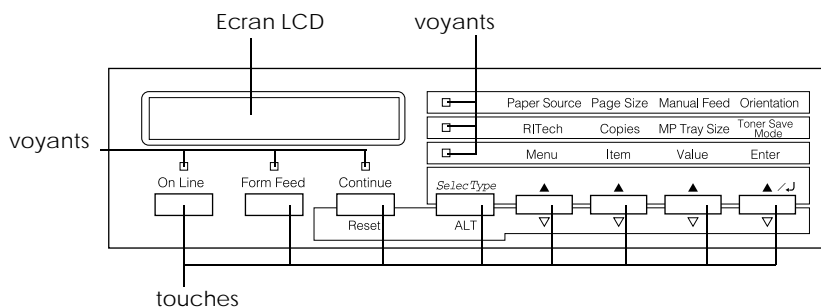 Ecran LCD voyants
Paper Source Page Size Manual Feed Orientation
RITech Copies MP Tray Size Toner Save Mode
voyants
Menu Item Value Enter
On Line Form Feed Continue SelecType
Reset ALT
touches